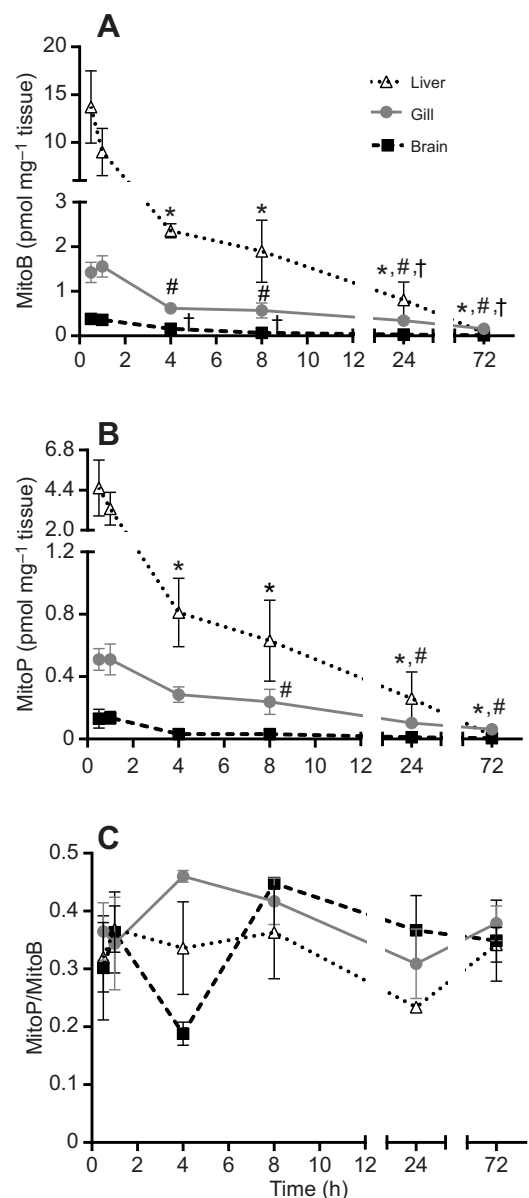 A
20
15
10
3
2
1
0
MitoB (pmol mg–1 tissue)
Liver
Gill
Brain
*
*
*,#,†
*,#,†
#
#
†
†
0 2 4 6 8 10 12 24 72
B
6.8
4.4
2.0
1.2
0.8
0.4
0
MitoP (pmol mg–1 tissue)
*
*
*,#
*,#
#
0 2 4 6 8 10 12 24 72
C
0.5
0.4
0.3
0.2
0.1
0
MitoP/MitoB
0 2 4 6 8 10 12 24 72
Time (h)